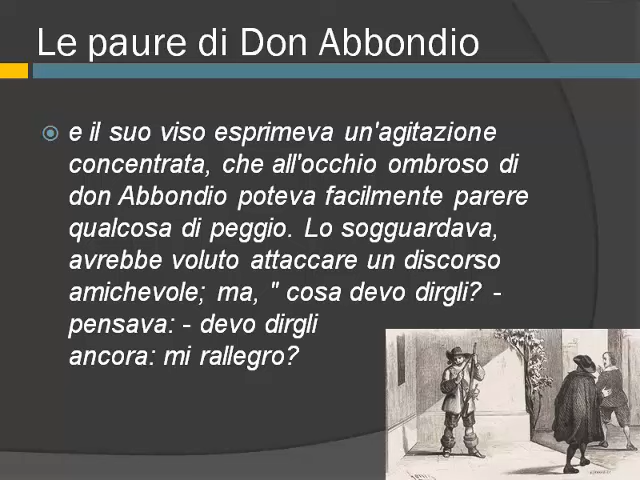 Le paure di Don Abbondio
e il suo viso esprimeva un'agitazione
concentrata, che all'occhio ombroso di
don Abbondio poteva facilmente parere
qualcosa di peggio. Lo sogguardava,
avrebbe voluto attaccare un discorso
amichevole; ma, " cosa devo dirgli? -
pensava: - devo dirgli
ancora: mi rallegro?